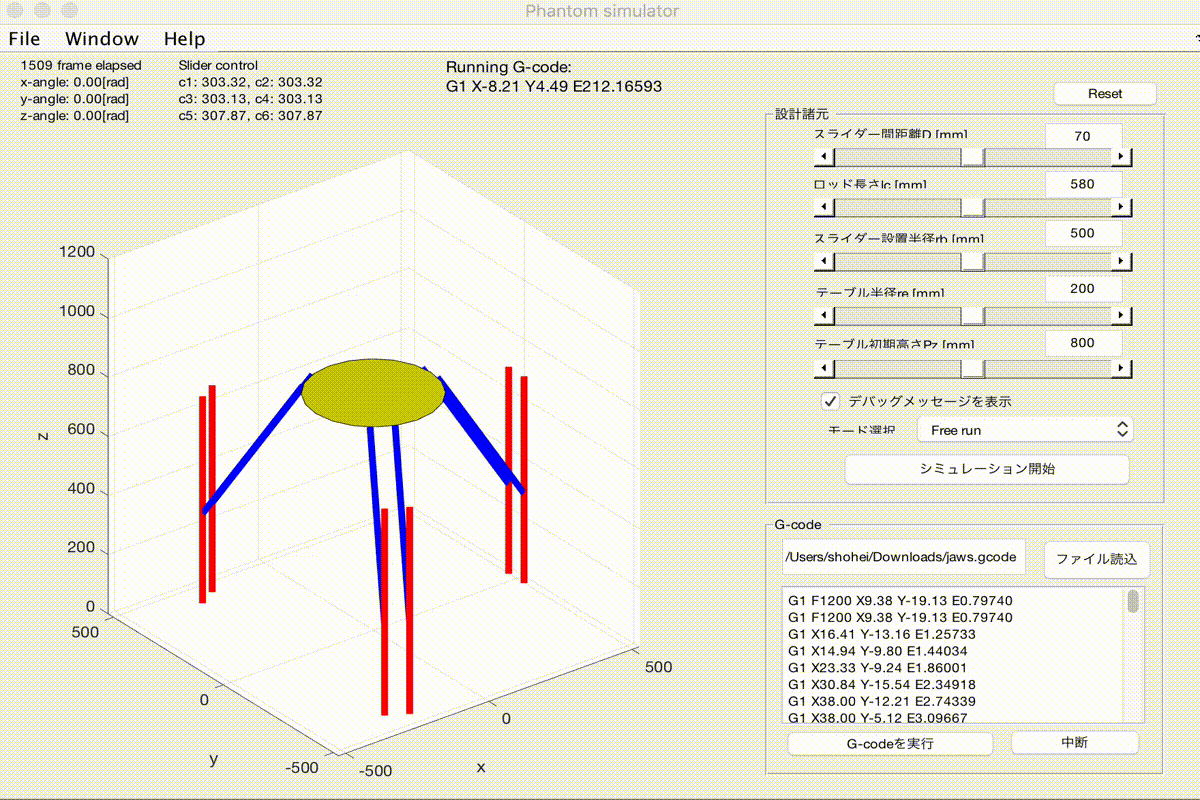 Phantom simulator
File Window Help
1509 frame elapsed
x-angle: 0.00[rad]
y-angle: 0.00[rad]
z-angle: 0.00[rad]
Slider control
c1: 303.32, c2: 303.32
c3: 303.13, c4: 303.13
c5: 307.87, c6: 307.87
Running G-code:
G1 X-8.21 Y4.49 E212.16593
1200
1000
800
600
400
200
0
z
500
0
-500
y
-500
0
500
x
Reset
設計諸元
スライダー間距離D [mm]
70
ロッド長さlc [mm]
580
スライダー設置半径rb [mm]
500
テーブル半径re [mm]
200
テーブル初期高さPz [mm]
800
デバッグメッセージを表示
モード選択
Free run
シミュレーション開始
G-code
/Users/shohei/Downloads/jaws.gcode
ファイル読込
G1 F1200 X9.38 Y-19.13 E0.79740
G1 F1200 X9.38 Y-19.13 E0.79740
G1 X16.41 Y-13.16 E1.25733
G1 X14.94 Y-9.80 E1.44034
G1 X23.33 Y-9.24 E1.86001
G1 X30.84 Y-15.54 E2.34918
G1 X38.00 Y-12.21 E2.74339
G1 X38.00 Y-5.12 E3.09667
G-codeを実行
中断